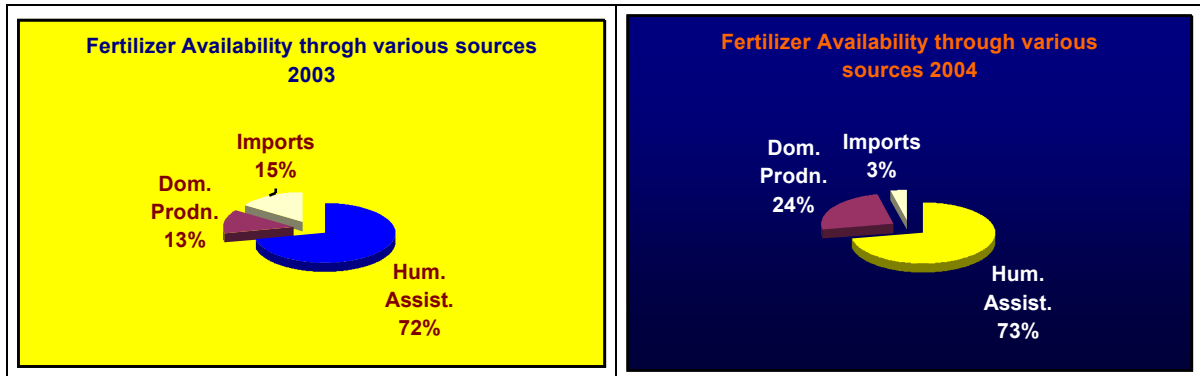 Fertilizer Availability throgh various sources
2003
Imports
15%
Dom.
Prodn.
13%
Hum.
Assist.
72%
Fertilizer Availability through various
sources 2004
Imports
3%
Dom.
Prodn.
24%
Hum.
Assist.
73%